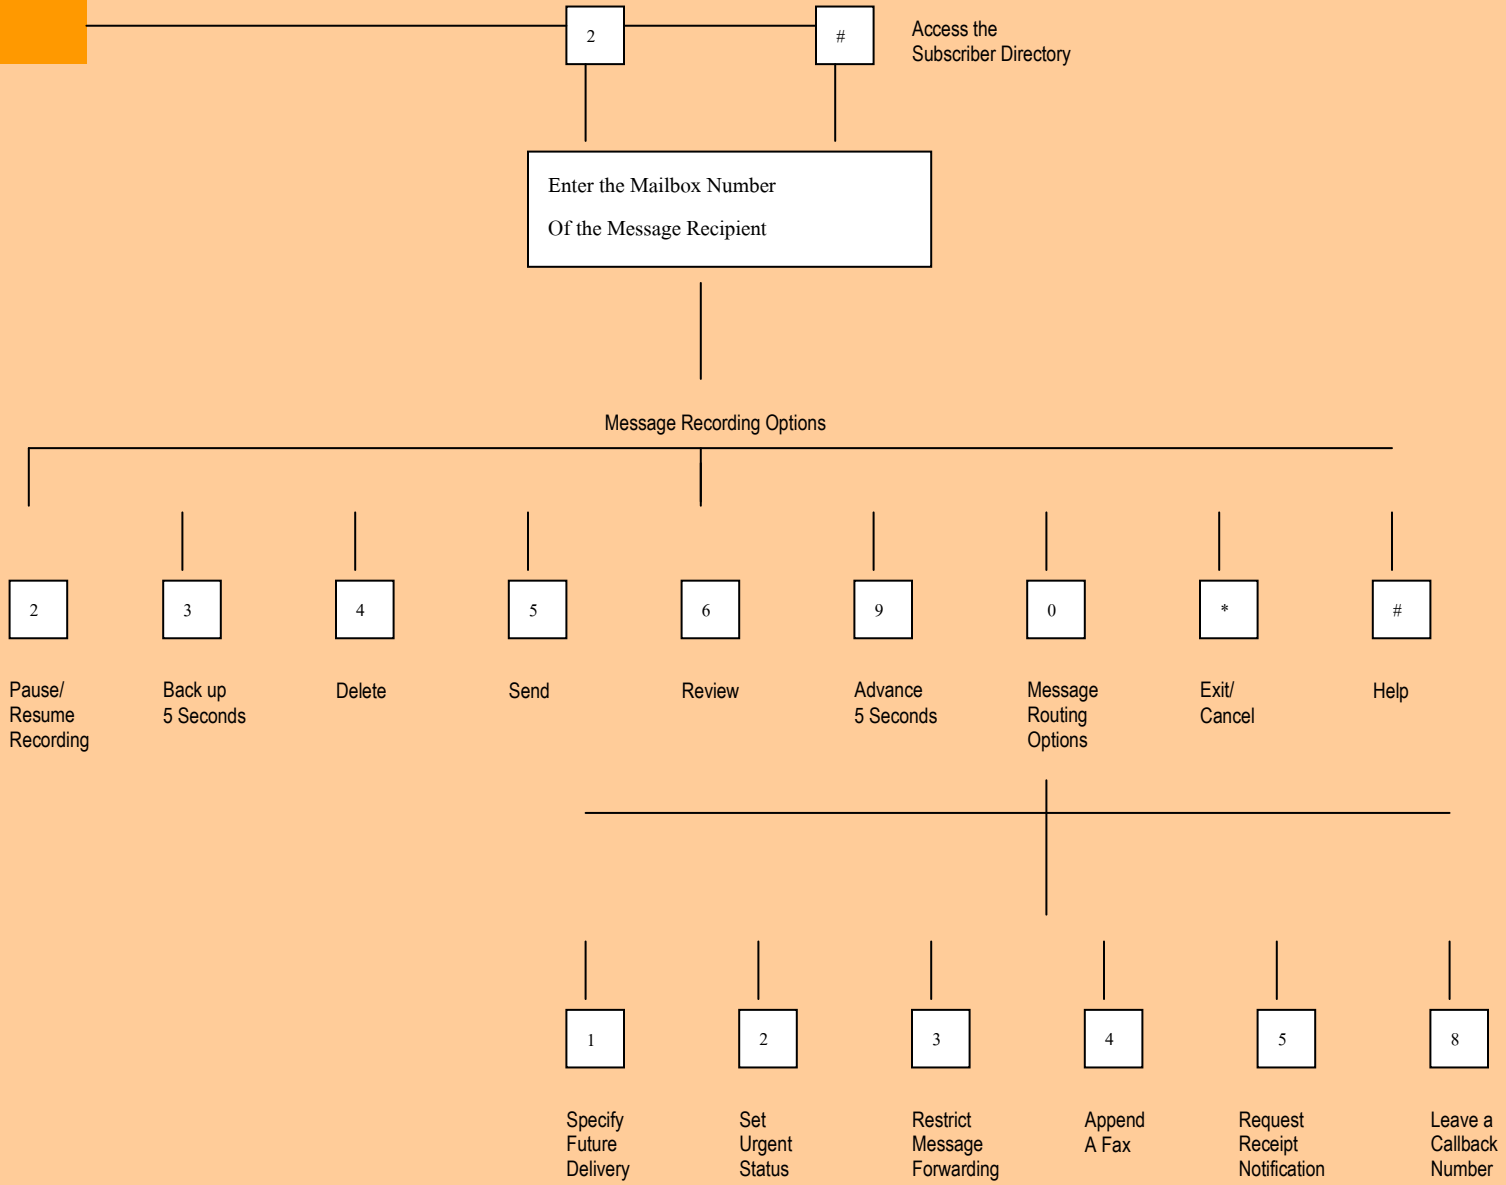 2
#
Access the
Subscriber Directory
Enter the Mailbox Number
Of the Message Recipient
Message Recording Options
2
3
4
5
6
9
0
*
#
Pause/
Resume
Recording
Back up
5 Seconds
Delete
Send
Review
Advance
5 Seconds
Message
Routing
Options
Exit/
Cancel
Help
1
2
3
4
5
8
Specify
Future
Delivery
Set
Urgent
Status
Restrict
Message
Forwarding
Append
A Fax
Request
Receipt
Notification
Leave a
Callback
Number